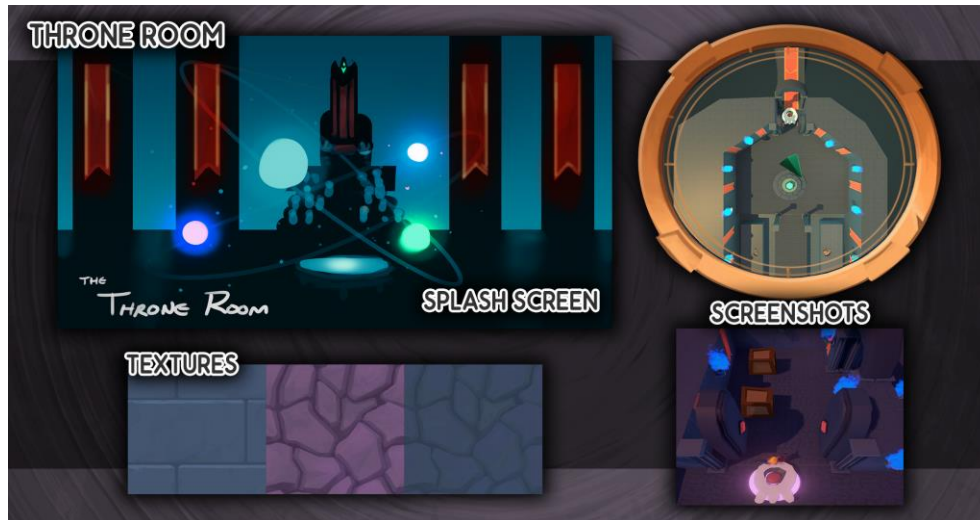 THRONE ROOM
THE
THRONE ROOM
SPLASH SCREEN
SCREENSHOTS
TEXTURES